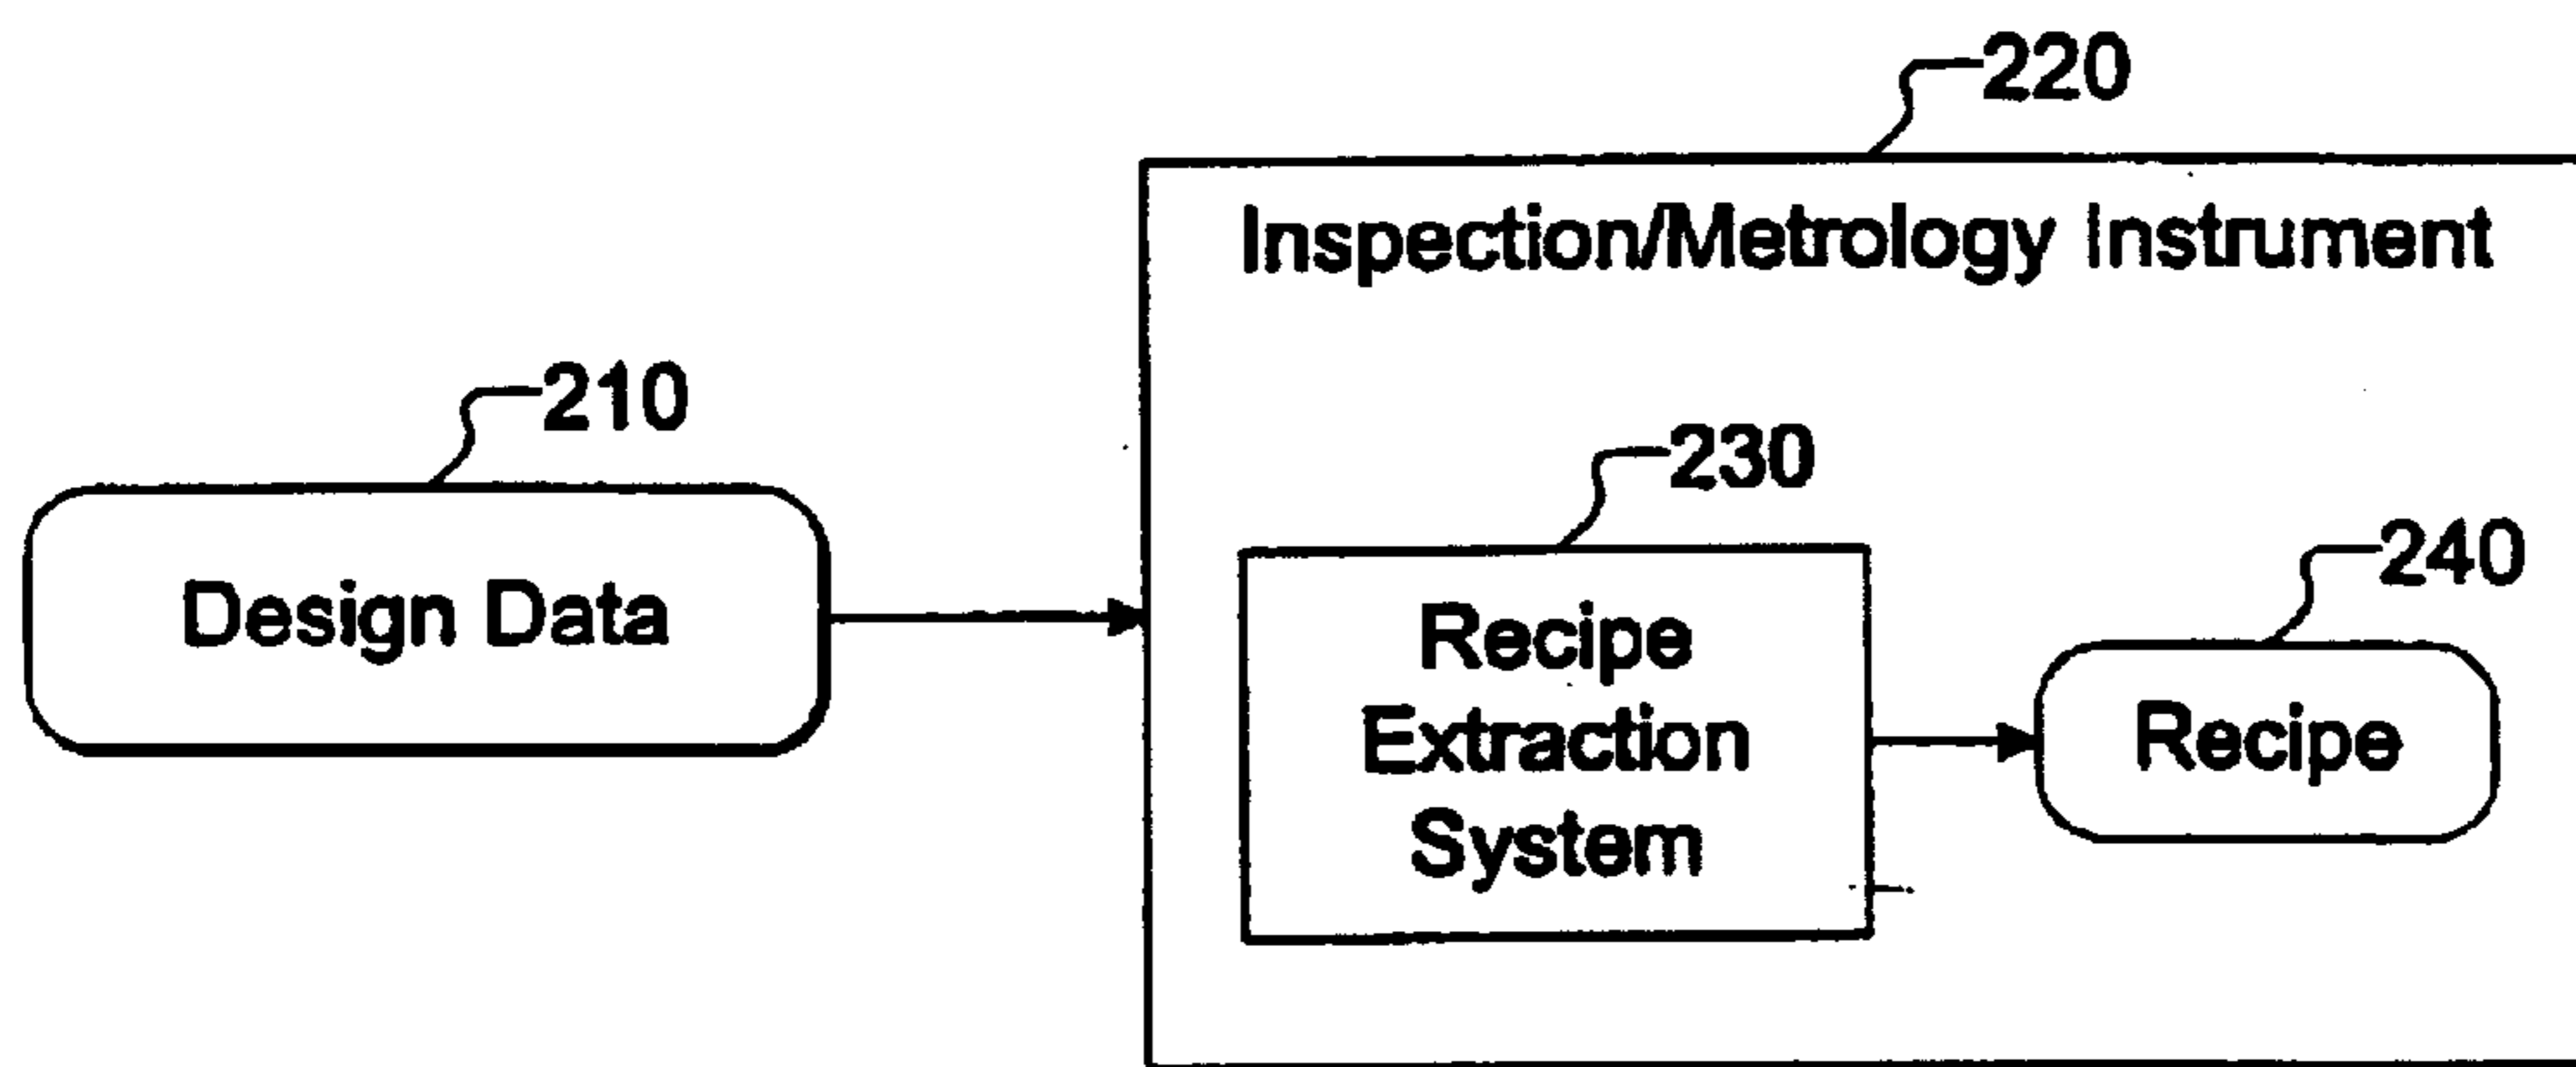 220
Inspection/Metrology Instrument
210
Design Data
230
Recipe
Extraction
System
240
Recipe